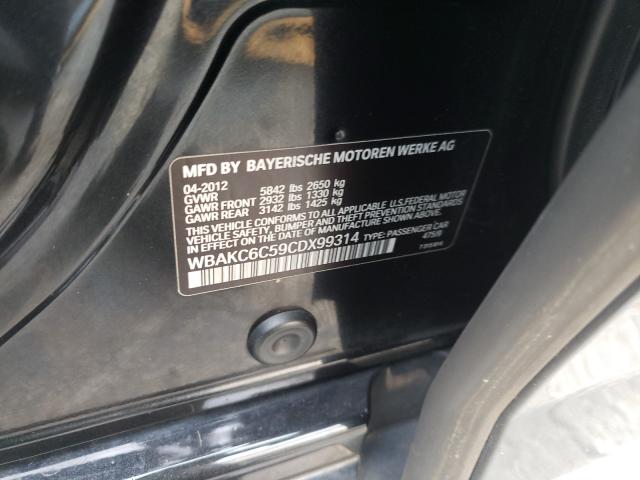 MFD BY BAYERISCHE MOTOREN WERKE AG
04-2012
GVWR 5842 lbs 2650 kg
GAWR FRONT 2932 lbs 1330 kg
GAWR REAR 3142 lbs 1425 kg
THIS VEHICLE CONFORMS TO ALL APPLICABLE U.S.FEDERAL MOTOR
VEHICLE SAFETY, BUMPER, AND THEFT PREVENTION STANDARDS
IN EFFECT ON THE DATE OF MANUFACTURE SHOWN ABOVE.
WBAKC6C59CDX99314 TYPE: PASSENGER CAR
475/9